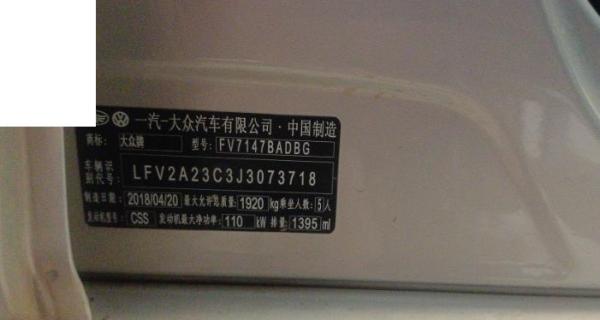 一汽-大众汽车有限公司·中国制造
商标: 大众牌 型号: FV7147BADBG
车辆识别代号: LFV2A23C3J3073718
制造日期: 2018/04/20 最大允许总质量: 1920 kg 乘坐人数: 5人
发动机型号: CSS 发动机最大净功率: 110 kW 排量: 1395 ml